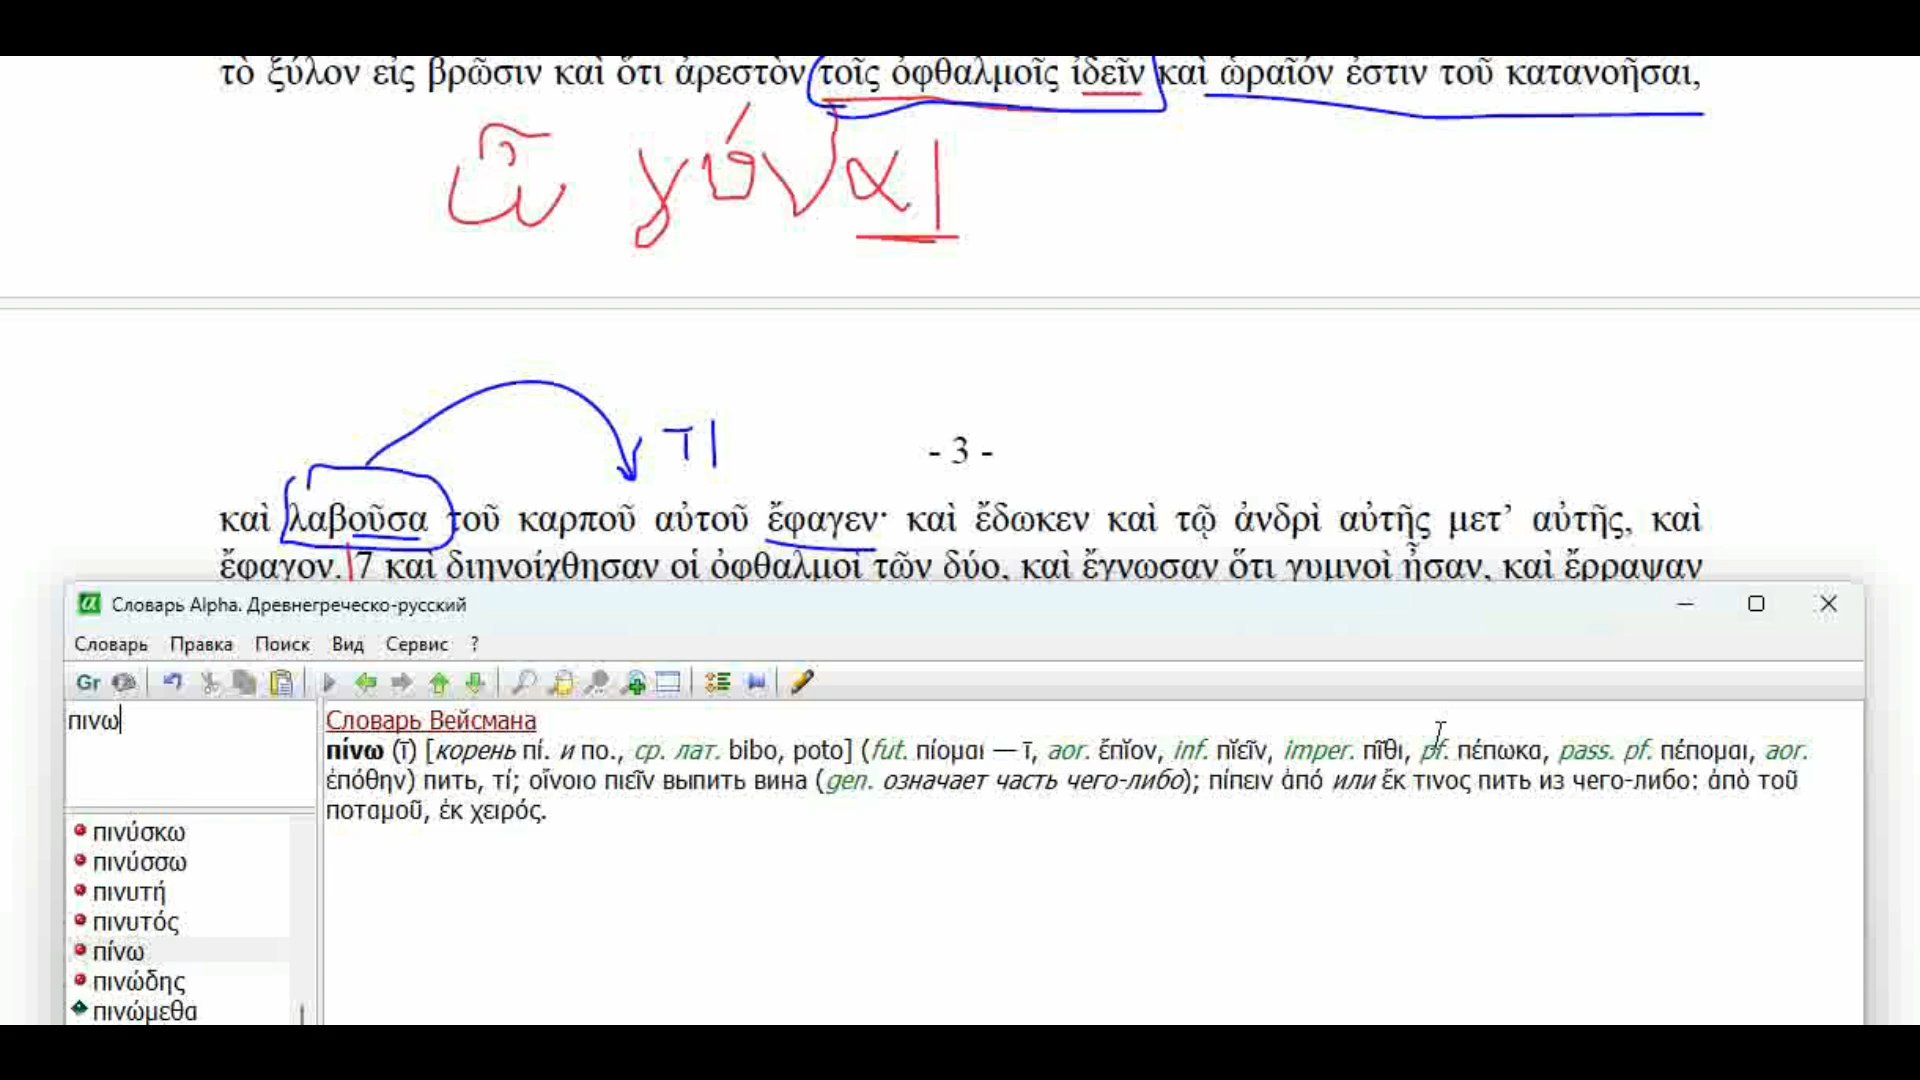 τὸ ξύλον εἰς βρῶσιν καὶ ὅτι ἀρεστὸν τοῖς ὀφθαλμοῖς ἰδεῖν καὶ ὡραῖόν ἐστιν τοῦ κατανοῆσαι,
ὦ γύναι
τι
- 3 -
καὶ λαβοῦσα τοῦ καρποῦ αὐτοῦ ἔφαγεν· καὶ ἔδωκεν καὶ τῷ ἀνδρὶ αὐτῆς μετ’ αὐτῆς, καὶ
ἔφαγον. 7 καὶ διηνοίχθησαν οἱ ὀφθαλμοὶ τῶν δύο, καὶ ἔγνωσαν ὅτι γυμνοὶ ἦσαν, καὶ ἔρραψαν
Словарь Alpha. Древнегреческо-русский
Словарь Правка Поиск Вид Сервис ?
Gr
πινω
Словарь Вейсмана
πίνω (ῑ) [корень πί. и πο., ср. лат. bibo, poto] (fut. πίομαι — ῑ, aor. ἔπῐον, inf. πῐεῖν, imper. πῖθι, pf. πέπωκα, pass. pf. πέπομαι, aor.
ἐπόθην) пить, τί; οἴνοιο πιεῖν выпить вина (gen. означает часть чего-либо); πίπειν ἀπό или ἔκ τινος пить из чего-либо: ἀπὸ τοῦ
ποταμοῦ, ἐκ χειρός.
πινύσκω
πινύσσω
πινυτή
πινυτός
πίνω
πινώδης
πινώμεθα